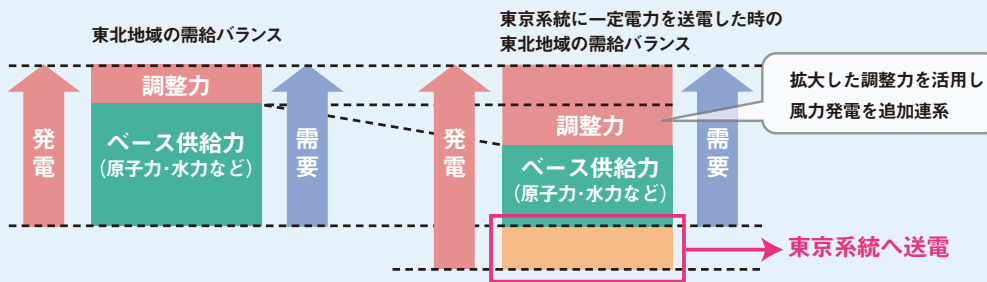 東北地域の需給バランス
発電
調整力
ベース供給力
(原子力・水力など)
需要
東京系統に一定電力を送電した時の
東北地域の需給バランス
発電
調整力
ベース供給力
(原子力・水力など)
需要
拡大した調整力を活用し
風力発電を追加連系
東京系統へ送電